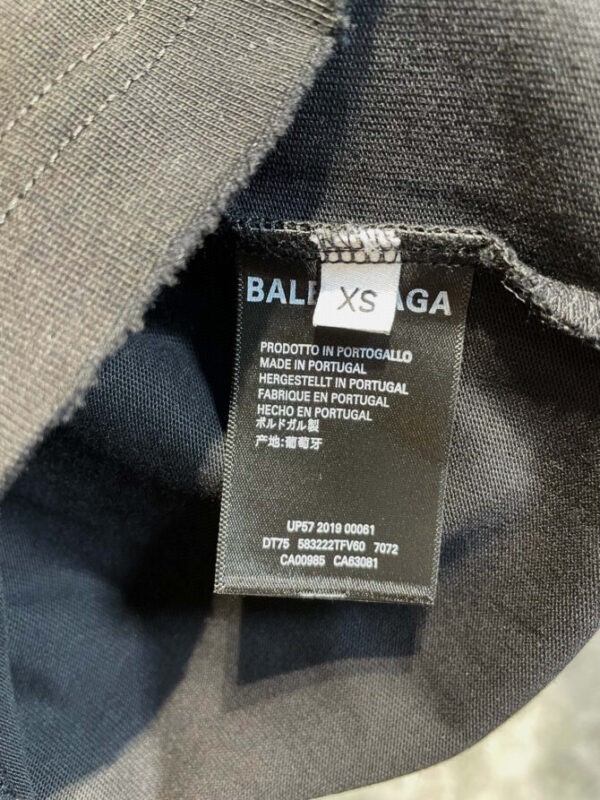 BALE AGA
XS
PRODOTTO IN PORTOGALLO
MADE IN PORTUGAL
HERGESTELLT IN PORTUGAL
FABRIQUE EN PORTUGAL
HECHO EN PORTUGAL
ポルドガル製
产地:葡萄牙
UP57 2019 00061
DT75 583222TFV60 7072
CA00985 CA63081